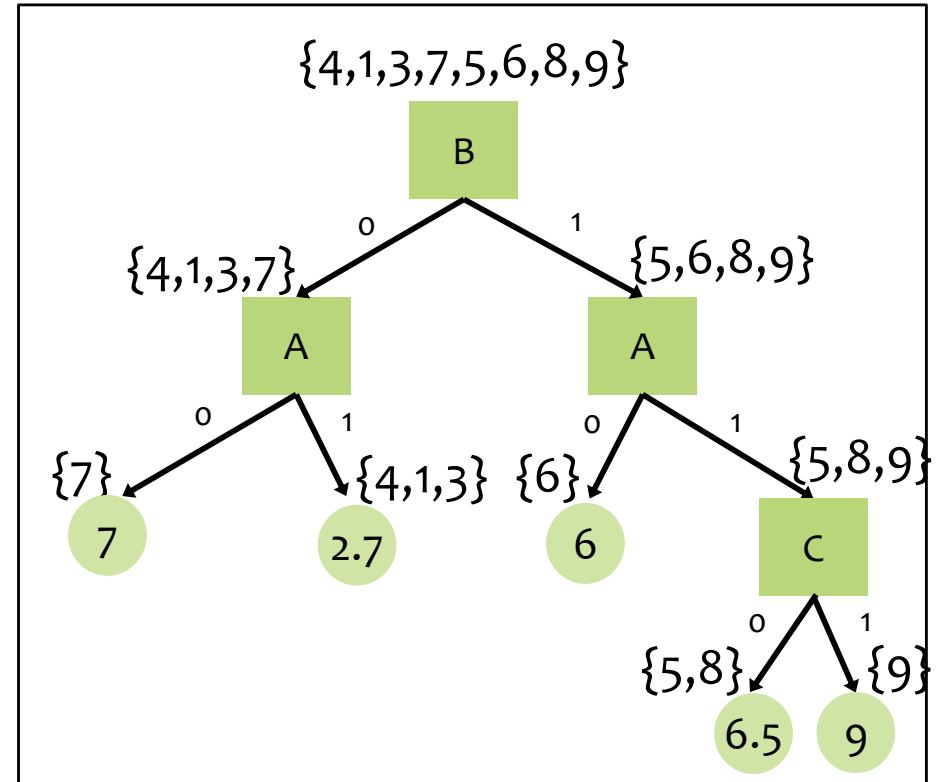 {4,1,3,7,5,6,8,9}
B
0 1
{4,1,3,7} {5,6,8,9}
A A
0 1 0 1
{7} {4,1,3} {6} {5,8,9}
7 2.7 6 C
0 1
{5,8} {9}
6.5 9